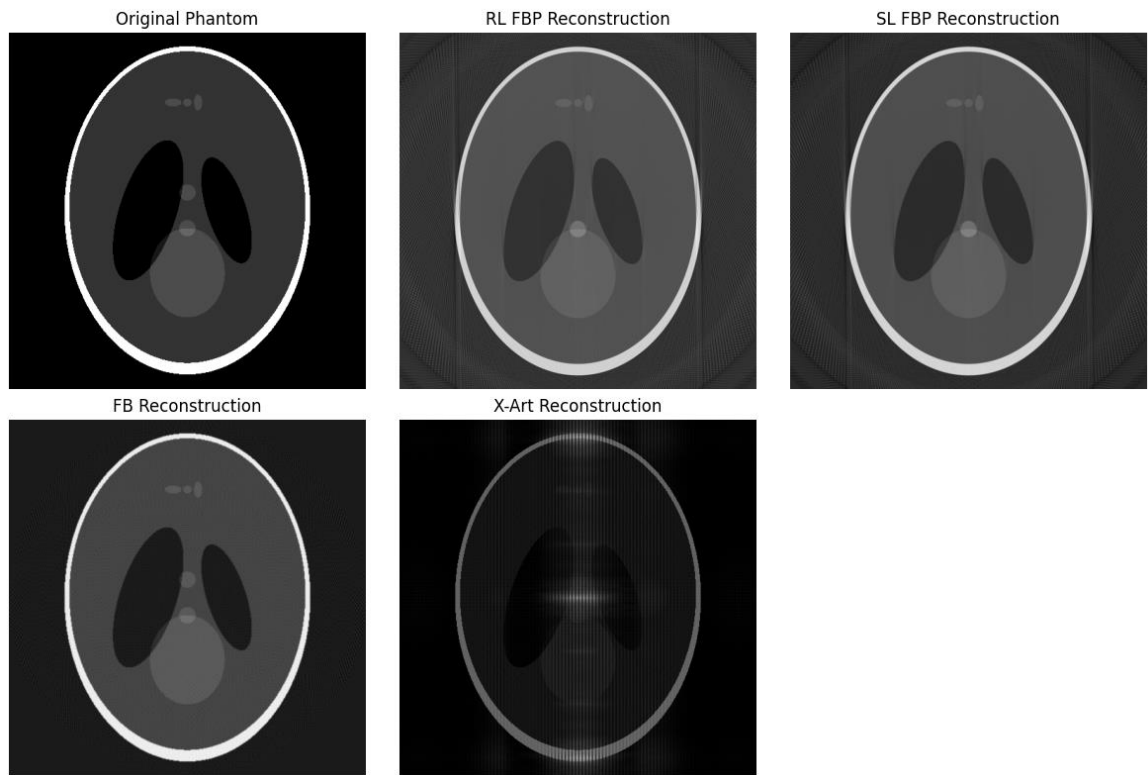 Original Phantom
RL FBP Reconstruction
SL FBP Reconstruction
FB Reconstruction
X-Art Reconstruction